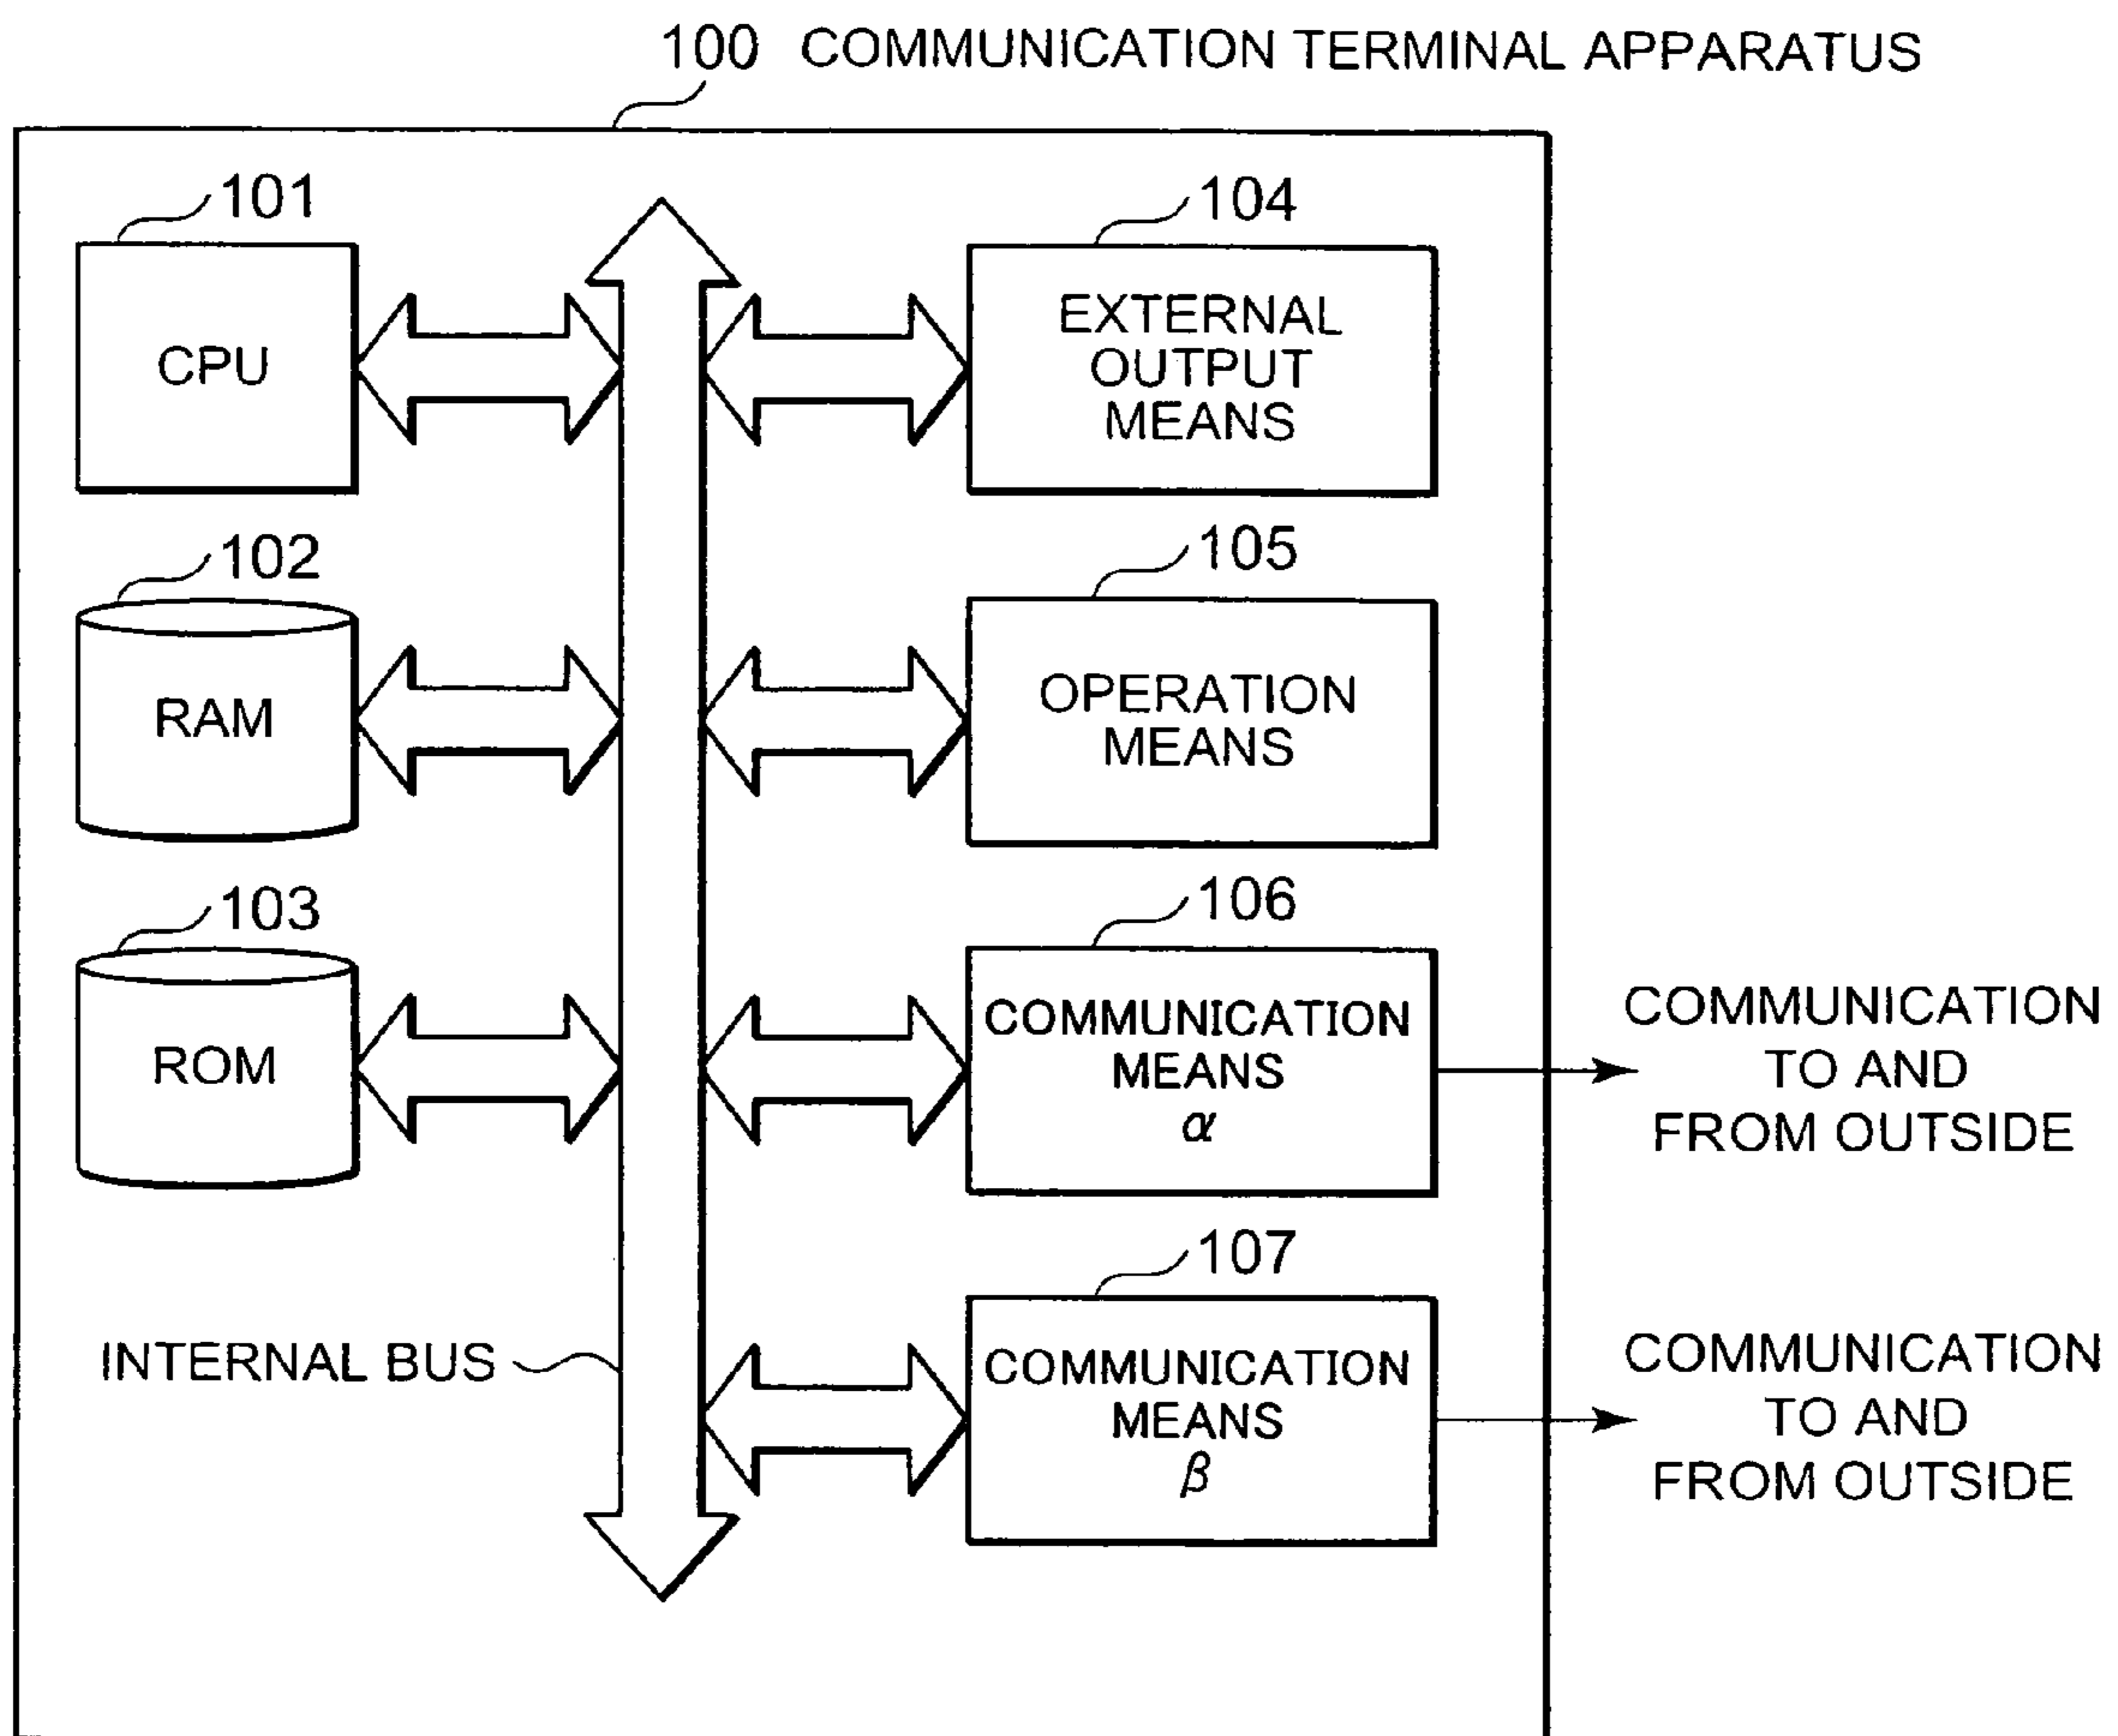 100 COMMUNICATION TERMINAL APPARATUS
101
CPU
102
RAM
103
ROM
INTERNAL BUS
104
EXTERNAL
OUTPUT
MEANS
105
OPERATION
MEANS
106
COMMUNICATION
MEANS
α
COMMUNICATION
TO AND
FROM OUTSIDE
107
COMMUNICATION
MEANS
β
COMMUNICATION
TO AND
FROM OUTSIDE